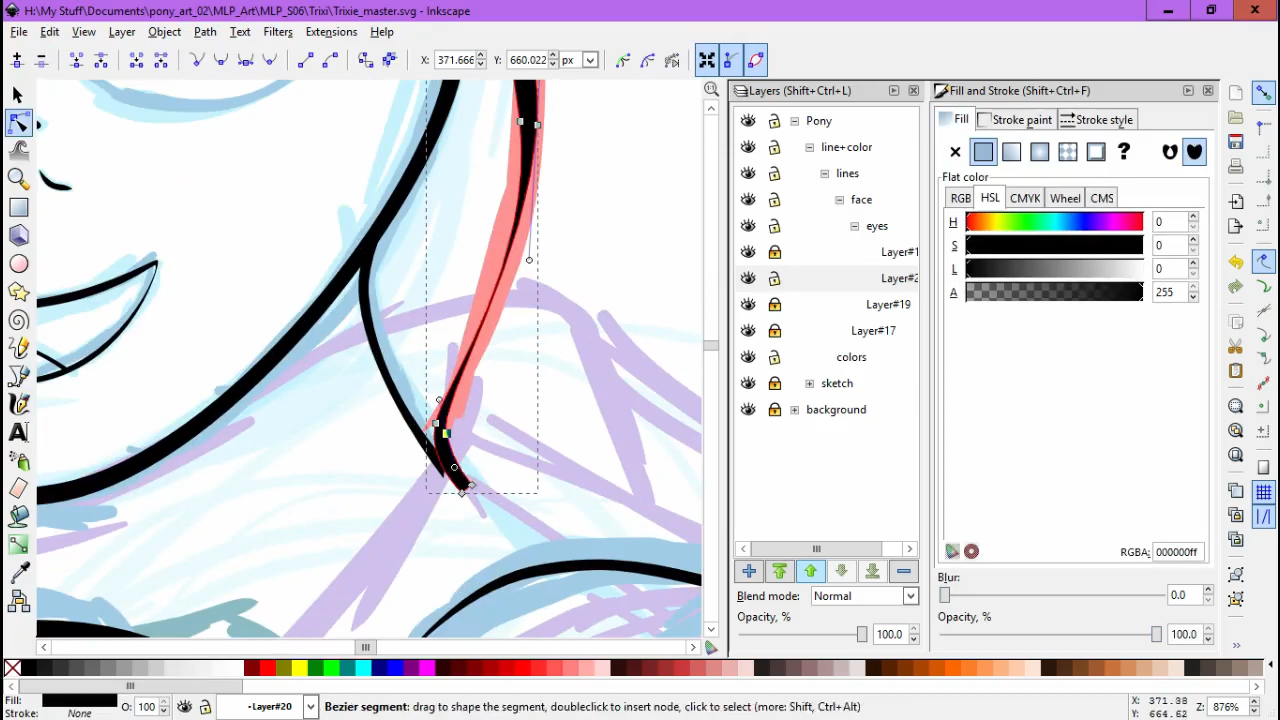 H:\My Stuff\Documents\pony_art_02\MLP_Art\MLP_S06\Trixi\Trixie_master.svg - Inkscape
File Edit View Layer Object Path Text Filters Extensions Help
X: 371.666 Y: 660.022 px
Layers (Shift+Ctrl+L)
Fill and Stroke (Shift+Ctrl+F)
Pony
line+color
lines
face
eyes
Layer#1
Layer#2
Layer#19
Layer#17
colors
sketch
background
Fill Stroke paint Stroke style
Flat color
RGB HSL CMYK Wheel CMS
H 0
S 0
L 0
A 255
RGBA: 000000ff
Blend mode: Normal
Opacity, % 100.0
Blur:
0.0
Opacity, %
100.0
Fill:
Stroke: None
O: 100
-Layer#20
Bezier segment: drag to shape the segment, doubleclick to insert node, click to select (mode: Shift, Ctrl+Alt)
X: 371.38
Y: 664.62
Z: 876%